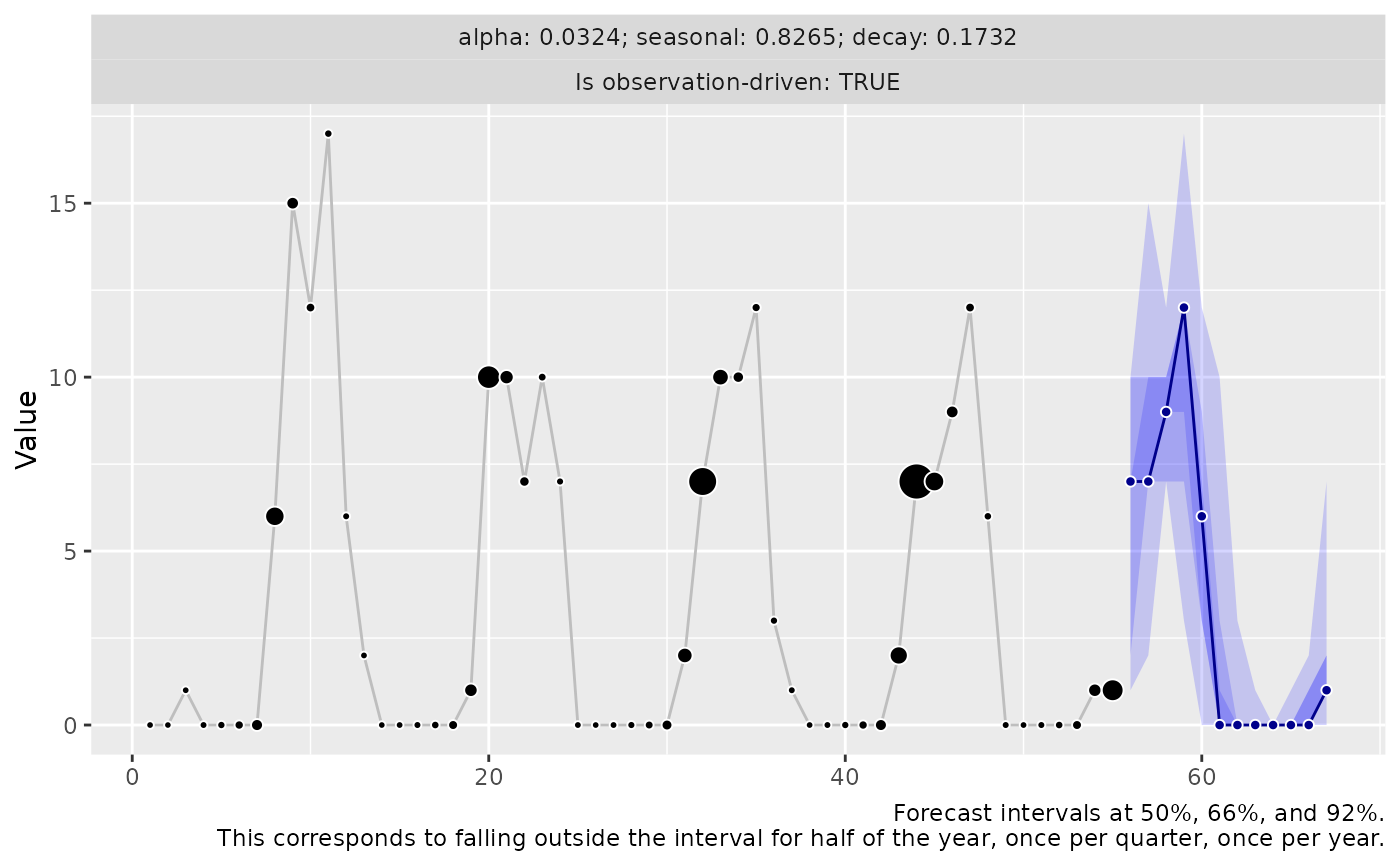 alpha: 0.0324; seasonal: 0.8265; decay: 0.1732
Is observation-driven: TRUE
Value
15
10
5
0
0 20 40 60
Forecast intervals at 50%, 66%, and 92%.
This corresponds to falling outside the interval for half of the year, once per quarter, once per year.